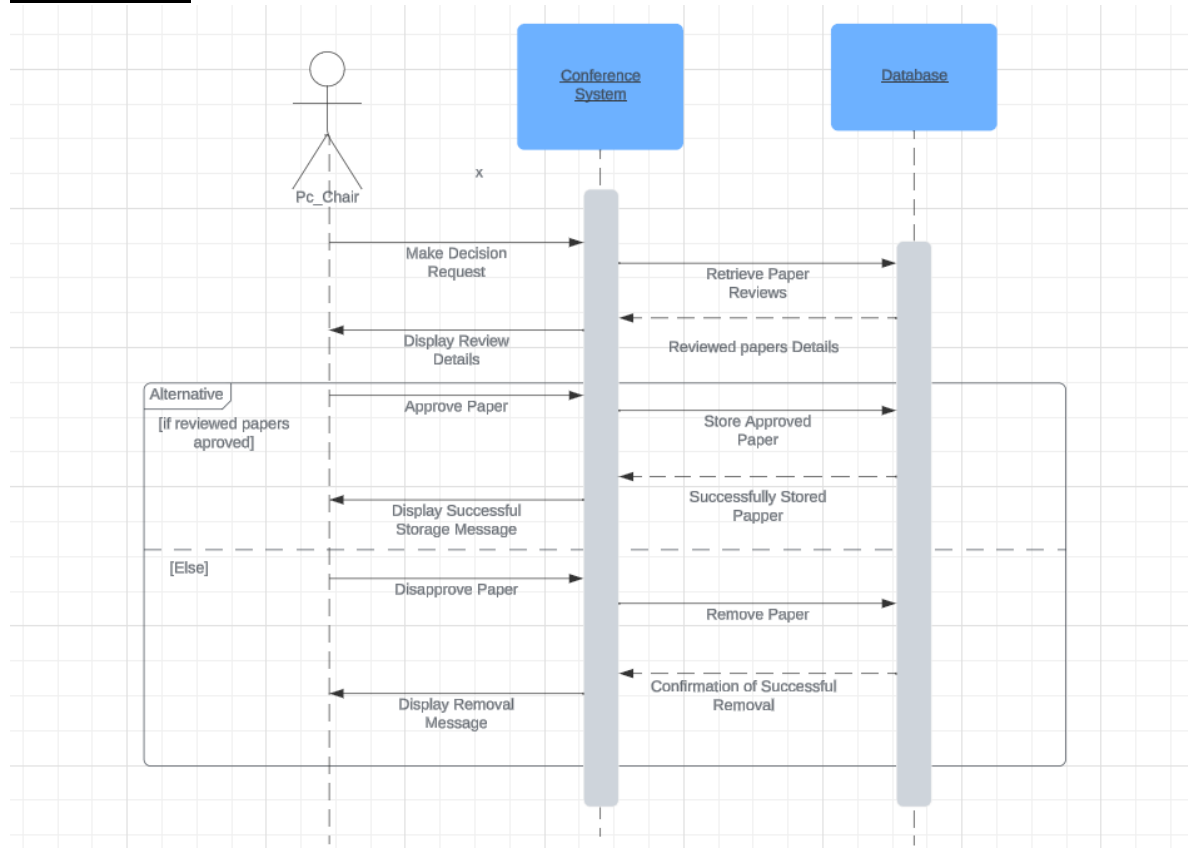 Conference
System
Database
x
Pc_Chair
Make Decision
Request
Retrieve Paper
Reviews
Display Review
Details
Reviewed papers Details
Alternative
[if reviewed papers
aproved]
Approve Paper
Store Approved
Paper
Successfully Stored
Papper
Display Successful
Storage Message
[Else]
Disapprove Paper
Remove Paper
Confirmation of Successful
Removal
Display Removal
Message